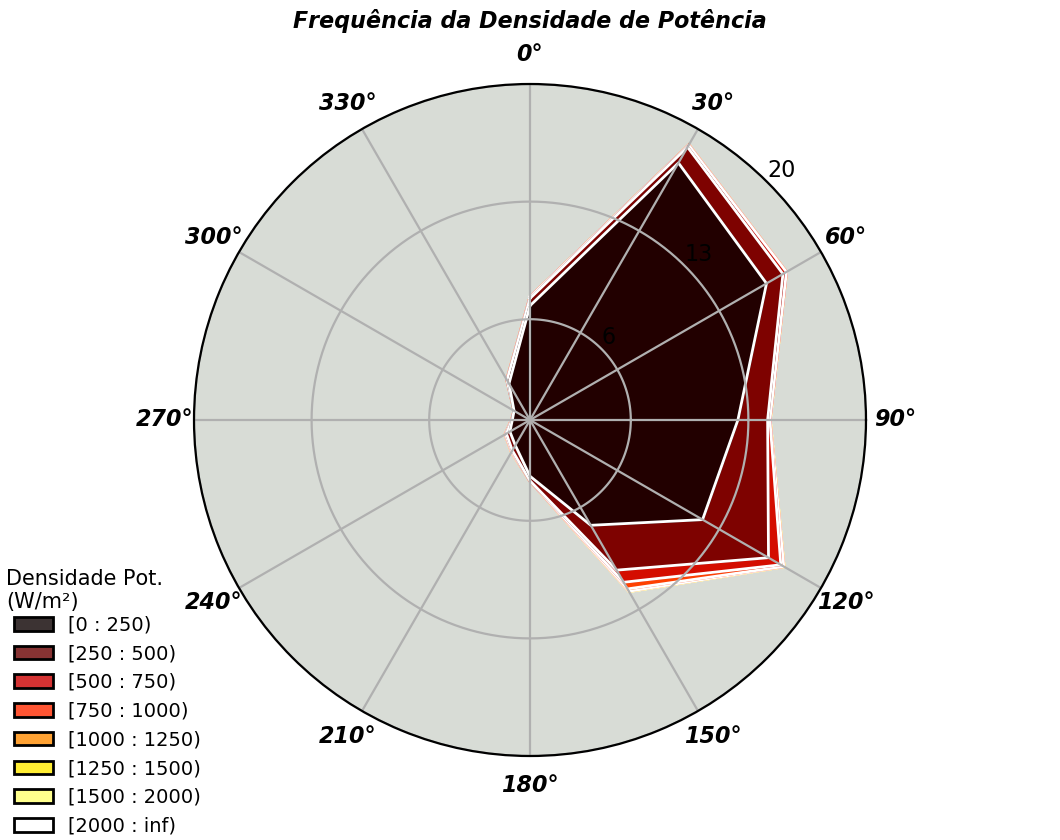 Frequência da Densidade de Potência
0°
330°
30°
20
300°
60°
13
6
270°
90°
240°
120°
210°
150°
180°
Densidade Pot.
(W/m²)
[0 : 250)
[250 : 500)
[500 : 750)
[750 : 1000)
[1000 : 1250)
[1250 : 1500)
[1500 : 2000)
[2000 : inf)